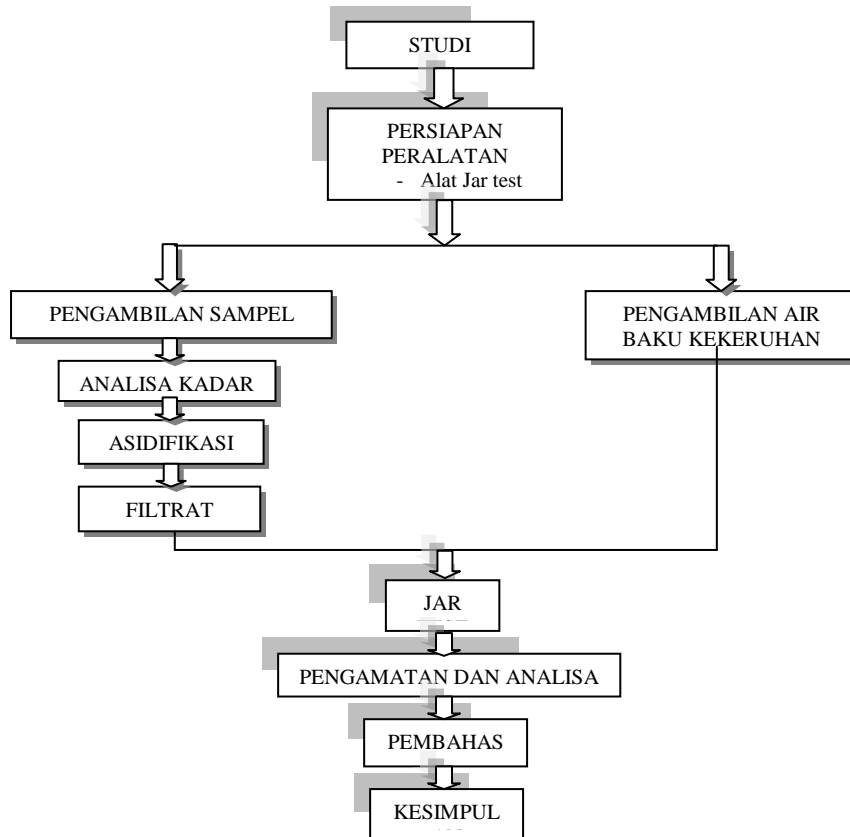 STUDI
PERSIAPAN
PERALATAN
- Alat Jar test
PENGAMBILAN SAMPEL
PENGAMBILAN AIR
BAKU KEKERUHAN
ANALISA KADAR
ASIDIFIKASI
FILTRAT
JAR
PENGAMATAN DAN ANALISA
PEMBAHAS
KESIMPUL